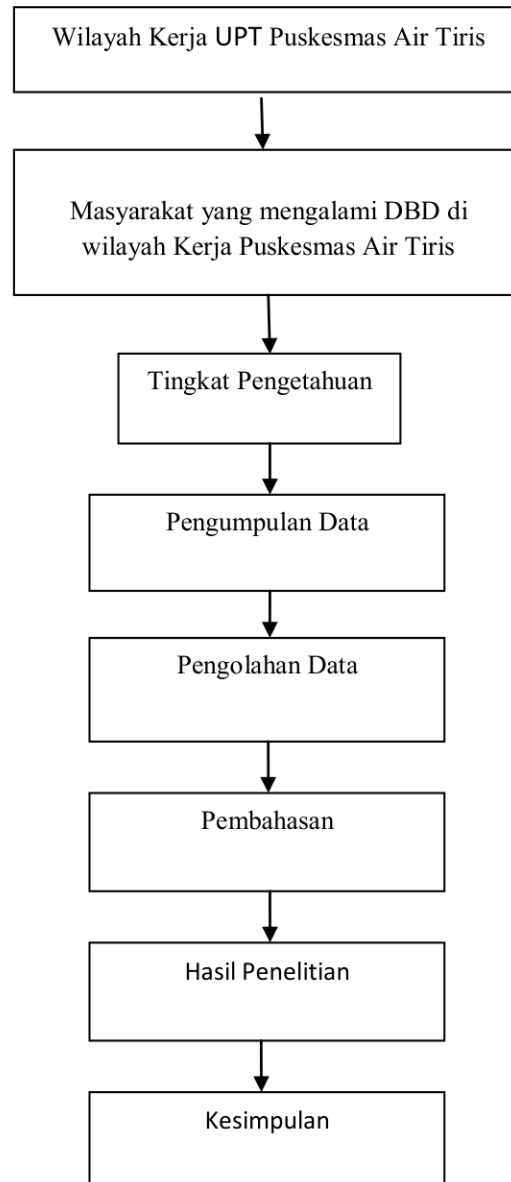 Wilayah Kerja UPT Puskesmas Air Tiris
Masyarakat yang mengalami DBD di
wilayah Kerja Puskesmas Air Tiris
Tingkat Pengetahuan
Pengumpulan Data
Pengolahan Data
Pembahasan
Hasil Penelitian
Kesimpulan